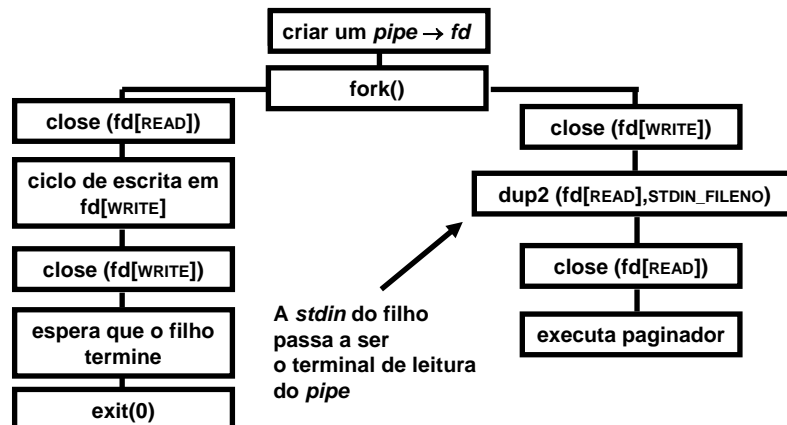 criar um pipe → fd
fork()
close (fd[READ])
ciclo de escrita em
fd[WRITE]
close (fd[WRITE])
espera que o filho
termine
exit(0)
close (fd[WRITE])
dup2 (fd[READ],STDIN_FILENO)
close (fd[READ])
executa paginador
A stdin do filho
passa a ser
o terminal de leitura
do pipe